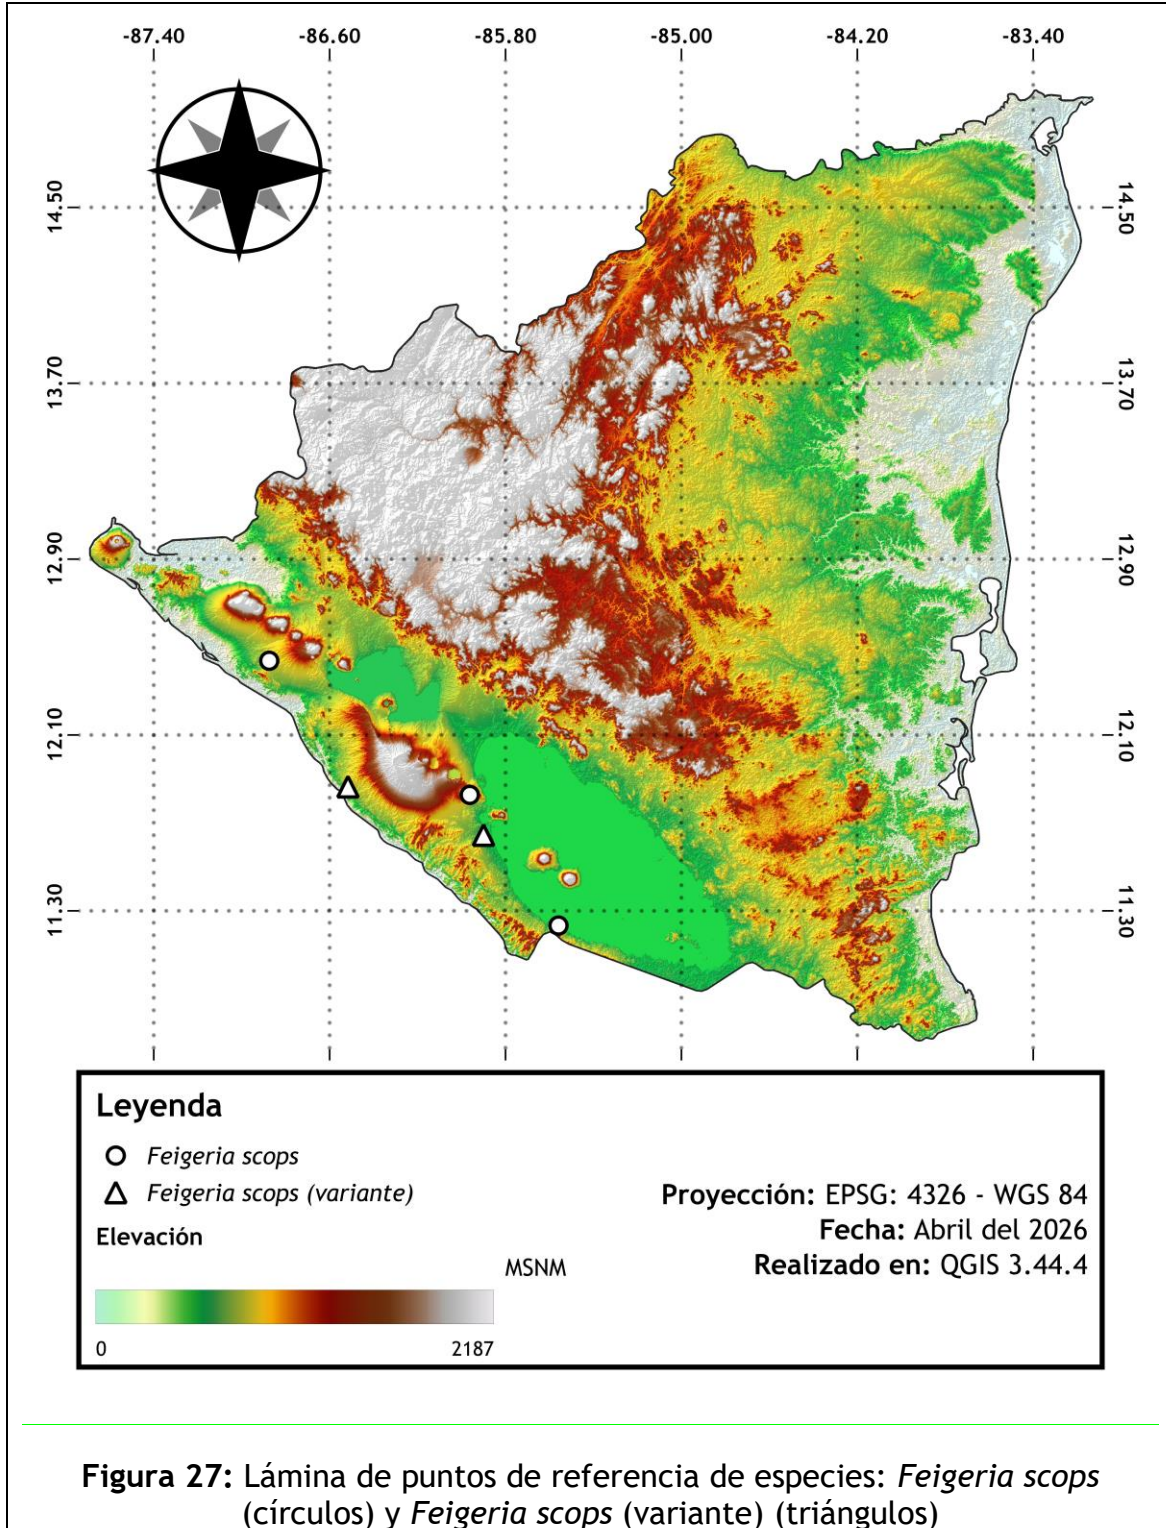 -87.40 -86.60 -85.80 -85.00 -84.20 -83.40
14.50 14.50
13.70 13.70
12.90 12.90
12.10 12.10
11.30 11.30
Leyenda
Feigeria scops
Feigeria scops (variante)
Elevación
MSNM
0 2187
Proyección: EPSG: 4326 - WGS 84
Fecha: Abril del 2026
Realizado en: QGIS 3.44.4
Figura 27: Lámina de puntos de referencia de especies: Feigeria scops
(círculos) y Feigeria scops (variante) (triángulos)